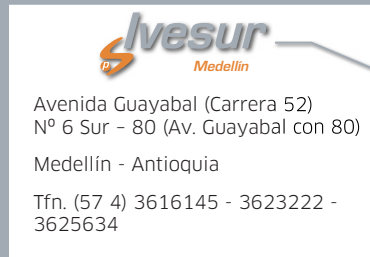 Ivesur
Medellín
Avenida Guayabal (Carrera 52)
Nº 6 Sur – 80 (Av. Guayabal con 80)
Medellín - Antioquia
Tfn. (57 4) 3616145 - 3623222 -
3625634